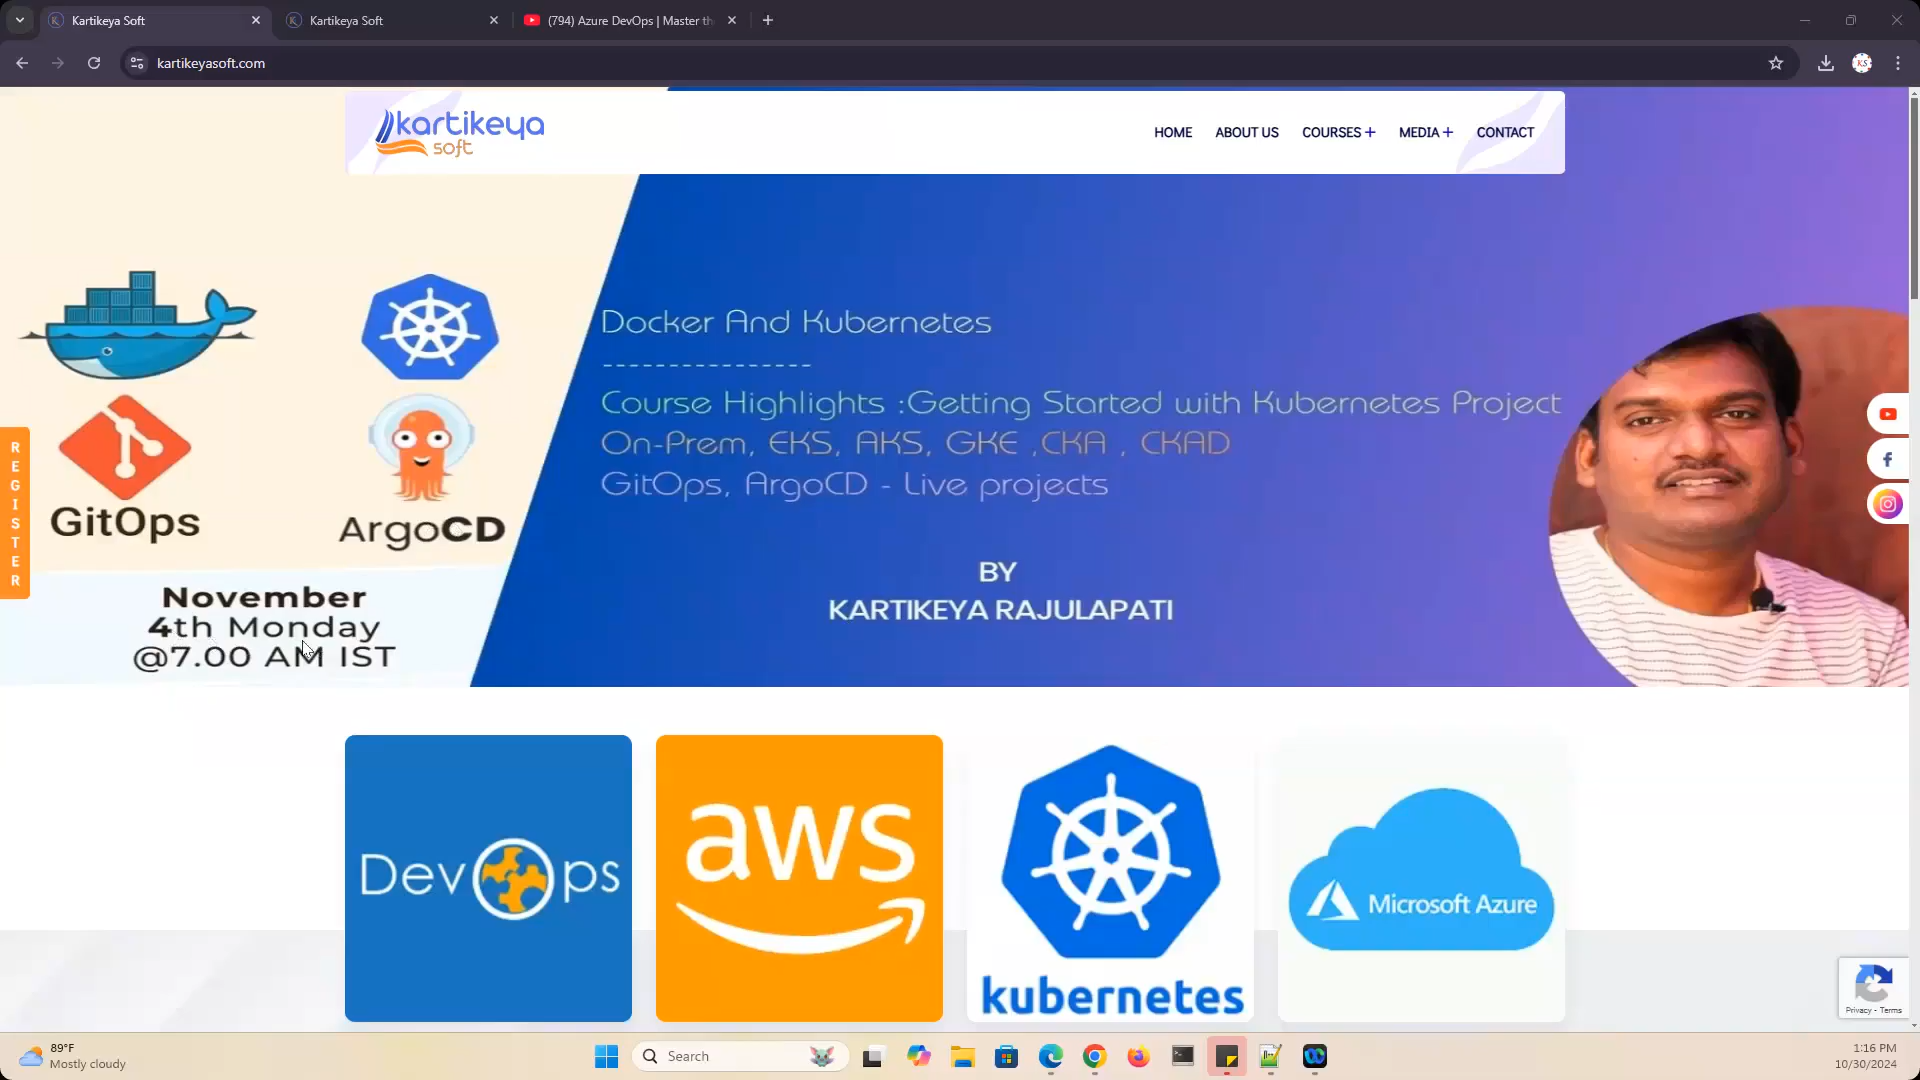 Kartikeya Soft
Kartikeya Soft
(794) Azure DevOps | Master th
kartikeyasoft.com
KS
kartikeya
soft
HOME
ABOUT US
COURSES +
MEDIA +
CONTACT
Docker And Kubernetes
----------------
Course Highlights :Getting Started with Kubernetes Project
On-Prem, EKS, AKS, GKE ,CKA , CKAD
GitOps, ArgoCD - Live projects
BY
KARTIKEYA RAJULAPATI
GitOps
ArgoCD
REGISTER
November
4th Monday
@7.00 AM IST
DevOps
aws
kubernetes
Microsoft Azure
Privacy - Terms
89°F
Mostly cloudy
Search
1:16 PM
10/30/2024